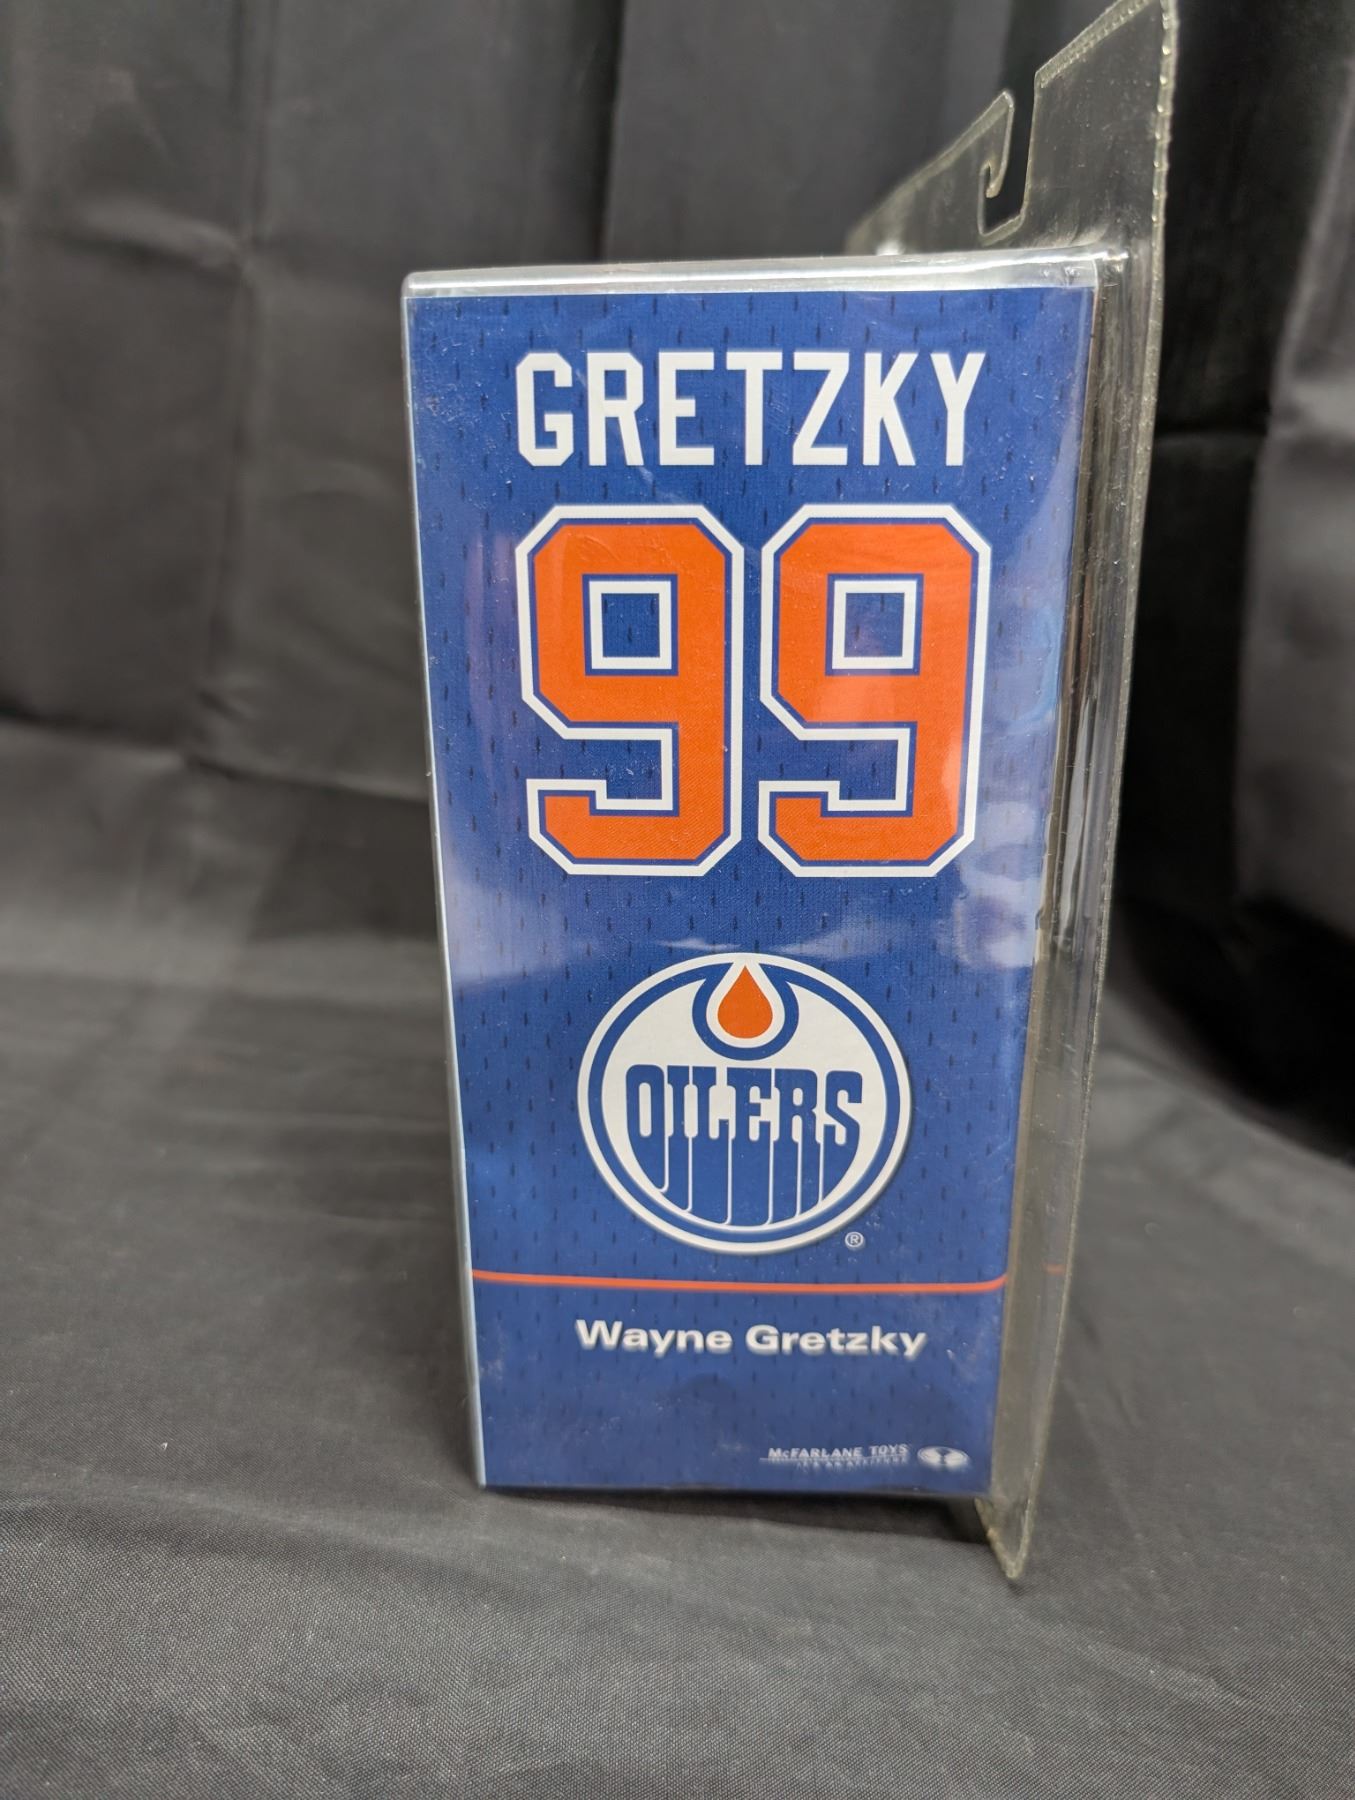 GRETZKY
99
OILERS
®
Wayne Gretzky
McFARLANE TOYS